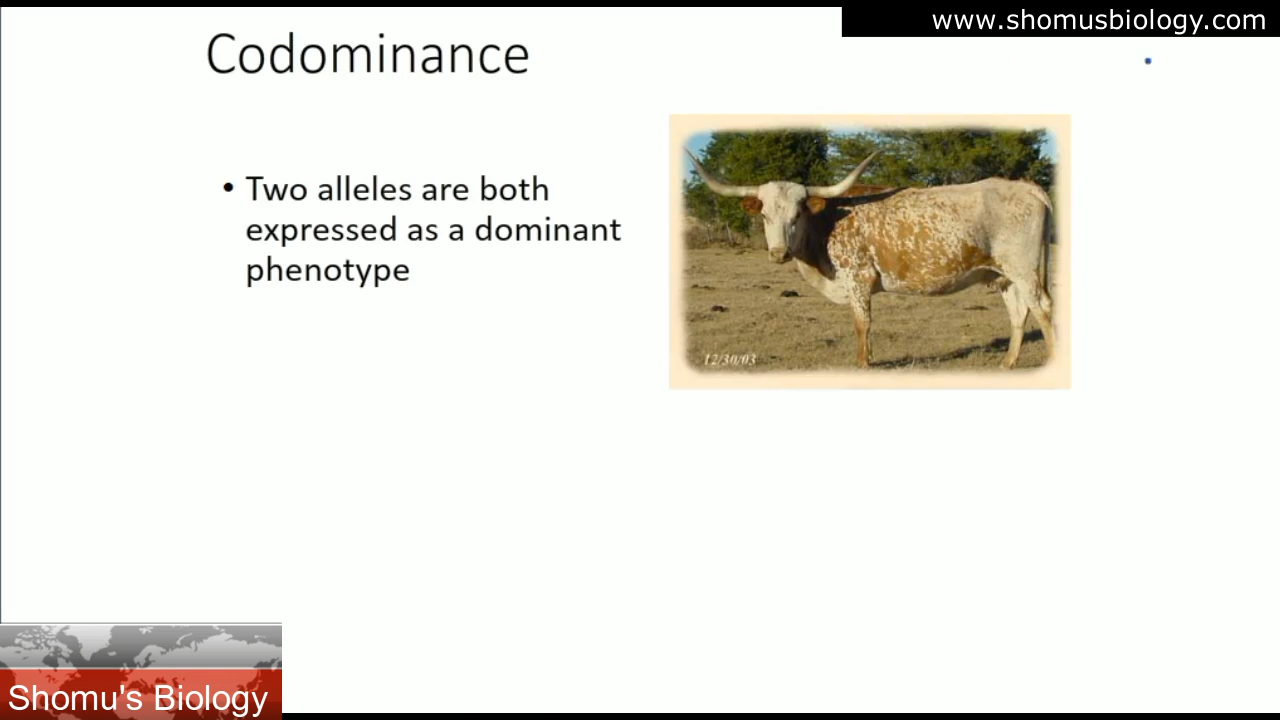 www.shomusbiology.com
Codominance
• Two alleles are both
expressed as a dominant
phenotype
12/30/03
Shomu's Biology